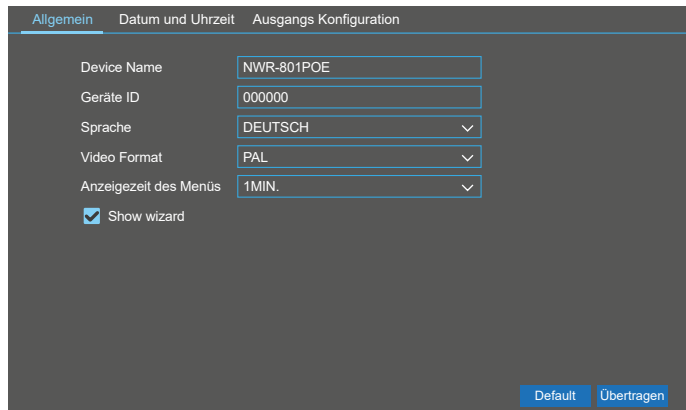 Allgemein Datum und Uhrzeit Ausgangs Konfiguration
Device Name NWR-801POE
Geräte ID 000000
Sprache DEUTSCH
Video Format PAL
Anzeigezeit des Menüs 1MIN.
Show wizard
Default Übertragen